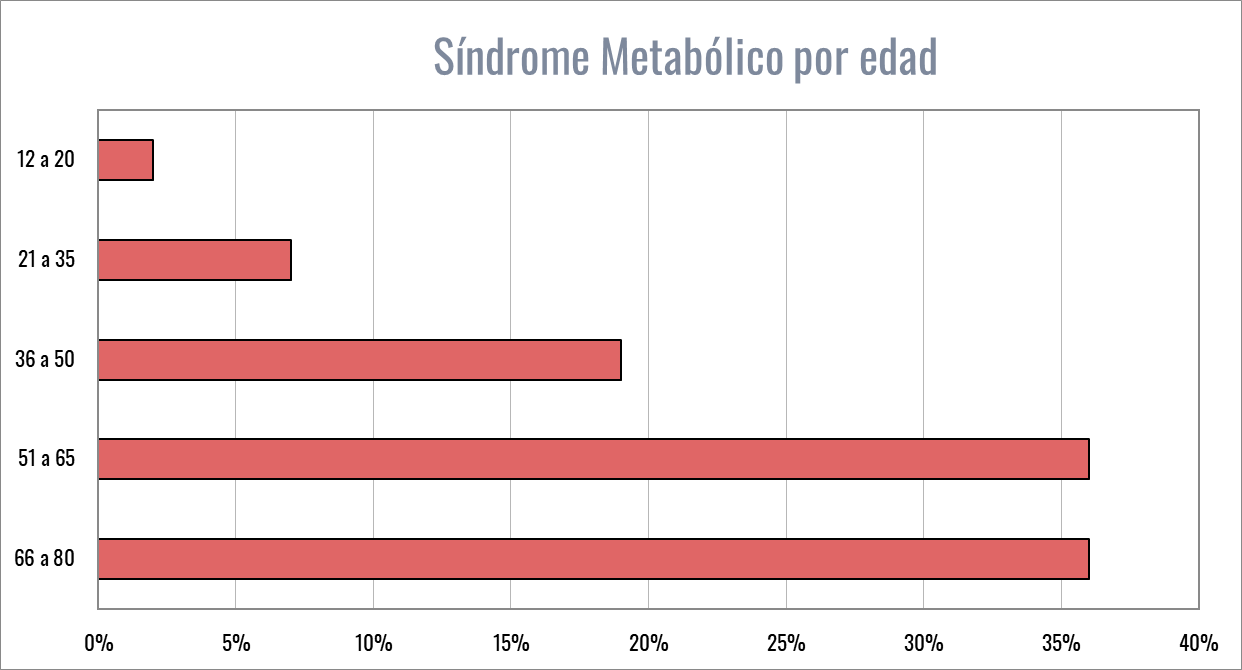 Síndrome Metabólico por edad
12 a 20
21 a 35
36 a 50
51 a 65
66 a 80
0% 5% 10% 15% 20% 25% 30% 35% 40%